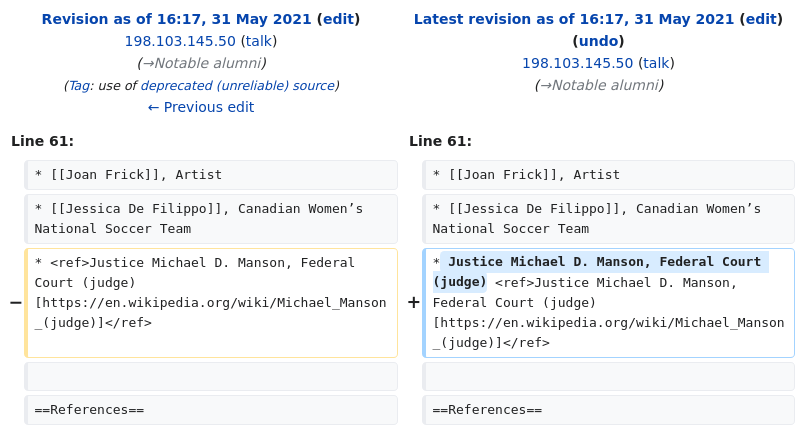 Revision as of 16:17, 31 May 2021 (edit)
198.103.145.50 (talk)
(→Notable alumni)
(Tag: use of deprecated (unreliable) source)
← Previous edit
Latest revision as of 16:17, 31 May 2021 (edit)
(undo)
198.103.145.50 (talk)
(→Notable alumni)
Line 61:
Line 61:
* [[Joan Frick]], Artist
* [[Joan Frick]], Artist
* [[Jessica De Filippo]], Canadian Women’s
National Soccer Team
* [[Jessica De Filippo]], Canadian Women’s
National Soccer Team
−
* <ref>Justice Michael D. Manson, Federal
Court (judge)
[https://en.wikipedia.org/wiki/Michael_Manson
_(judge)]</ref>
+
* Justice Michael D. Manson, Federal Court
(judge) <ref>Justice Michael D. Manson,
Federal Court (judge)
[https://en.wikipedia.org/wiki/Michael_Manson
_(judge)]</ref>
==References==
==References==